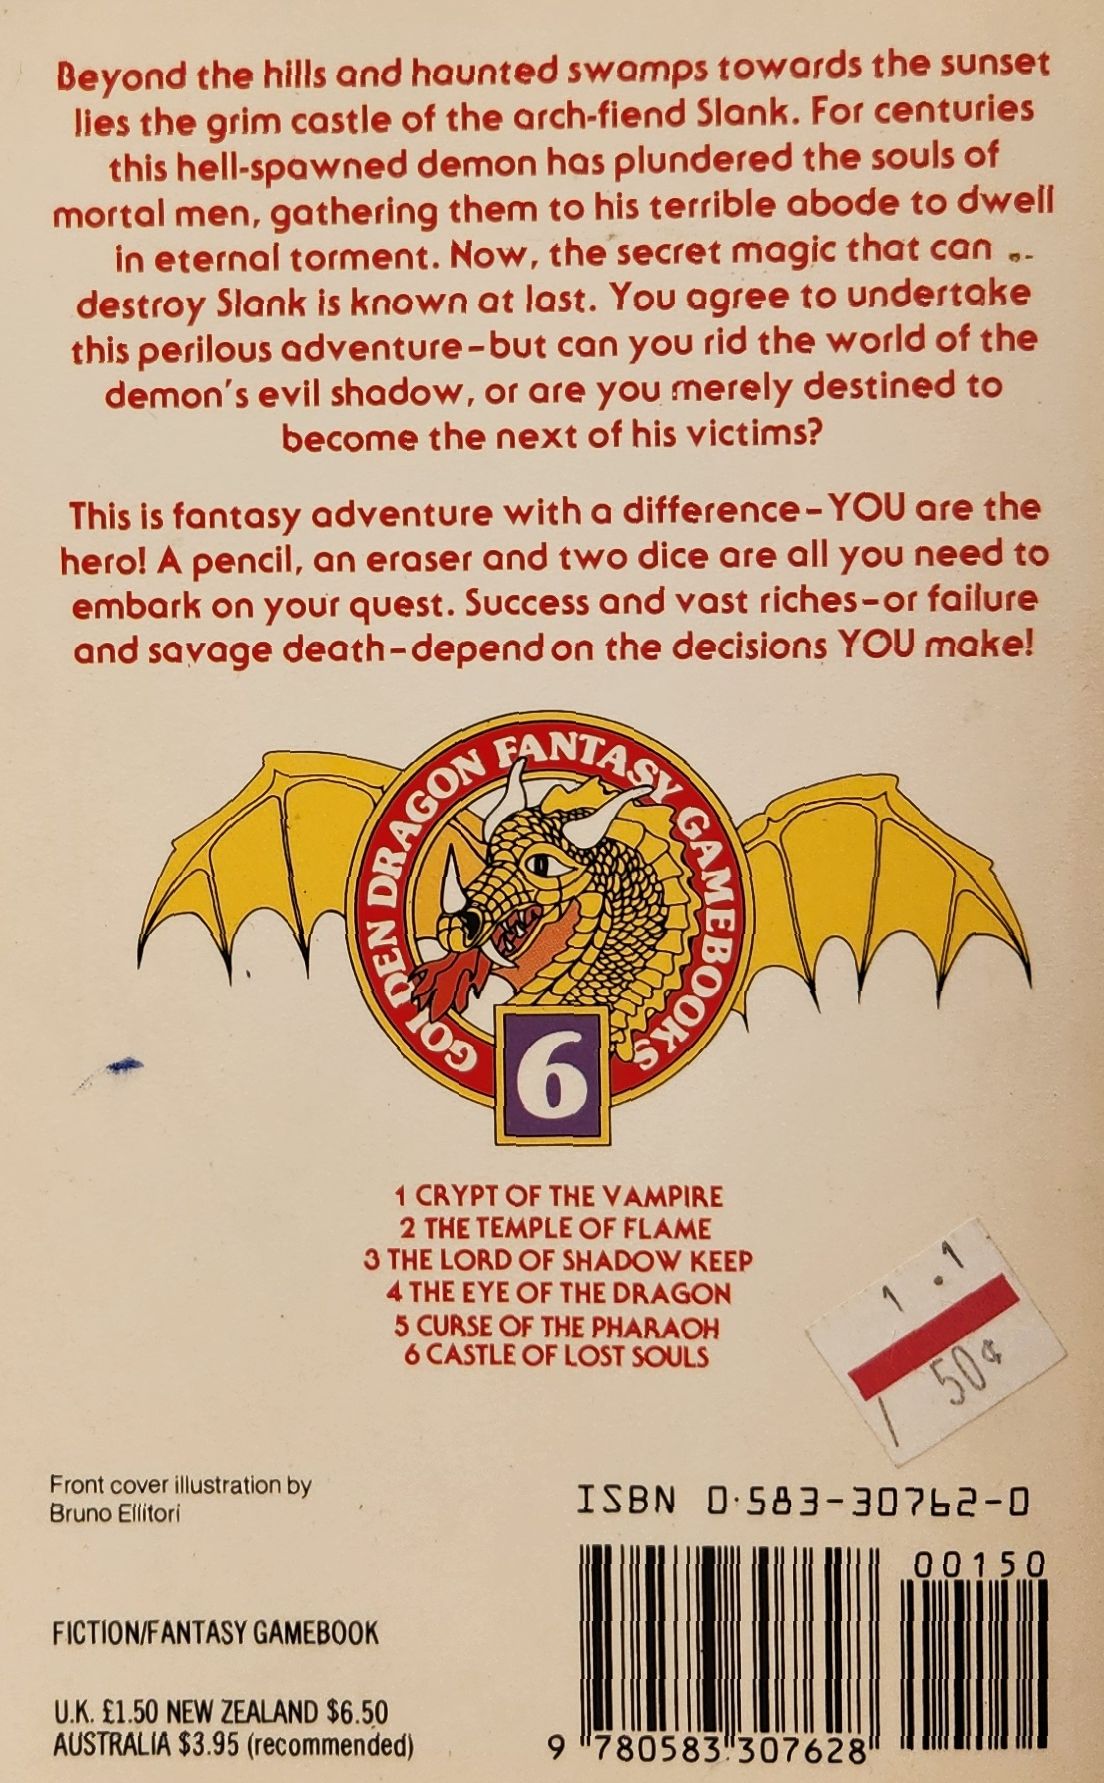 Beyond the hills and haunted swamps towards the sunset
lies the grim castle of the arch-fiend Slank. For centuries
this hell-spawned demon has plundered the souls of
mortal men, gathering them to his terrible abode to dwell
in eternal torment. Now, the secret magic that can
destroy Slank is known at last. You agree to undertake
this perilous adventure–but can you rid the world of the
demon's evil shadow, or are you merely destined to
become the next of his victims?
This is fantasy adventure with a difference–YOU are the
hero! A pencil, an eraser and two dice are all you need to
embark on your quest. Success and vast riches–or failure
and savage death–depend on the decisions YOU make!
GOLDEN DRAGON FANTASY GAMEBOOKS
6
1 CRYPT OF THE VAMPIRE
2 THE TEMPLE OF FLAME
3 THE LORD OF SHADOW KEEP
4 THE EYE OF THE DRAGON
5 CURSE OF THE PHARAOH
6 CASTLE OF LOST SOULS
1.1
/ 50¢
Front cover illustration by
Bruno Ellitori
ISBN 0·583-30762-0
00150
FICTION/FANTASY GAMEBOOK
U.K. £1.50 NEW ZEALAND $6.50
AUSTRALIA $3.95 (recommended)
9 780583 307628